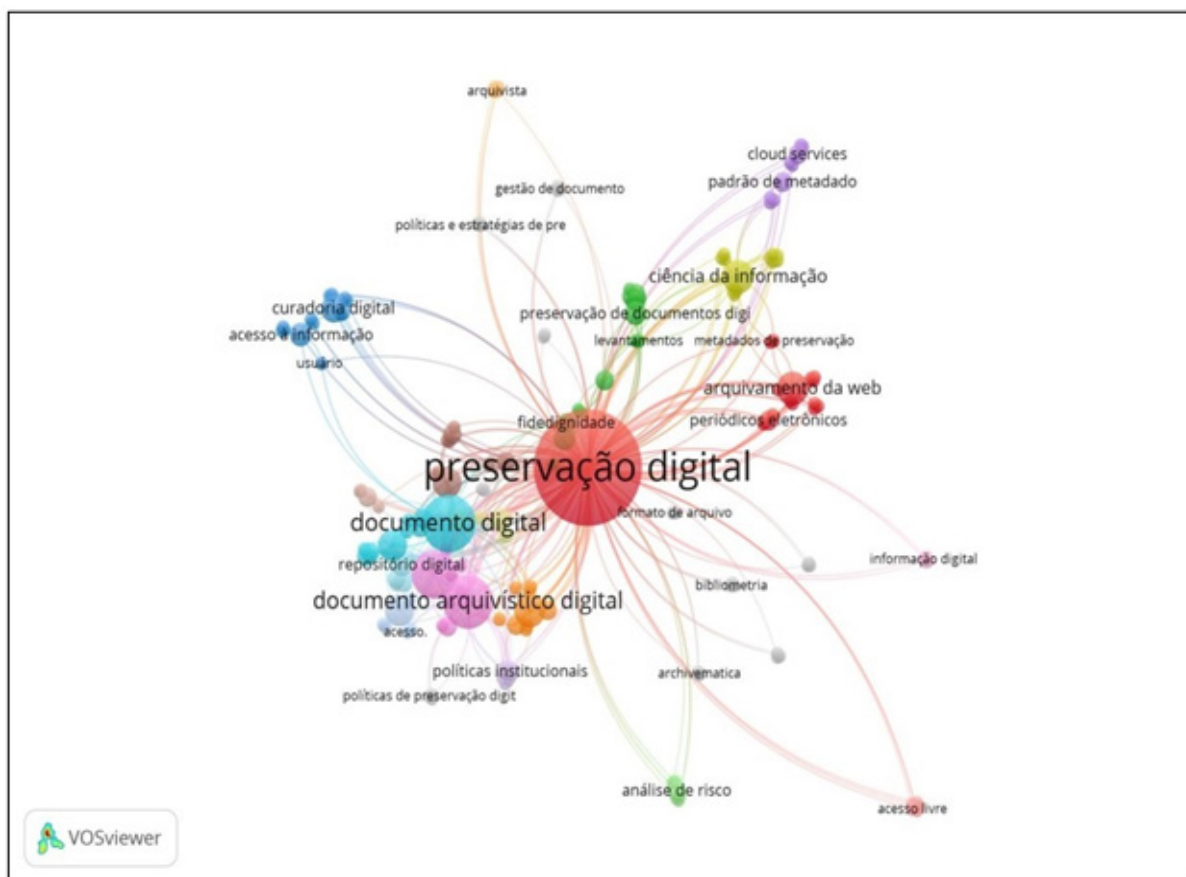 arquivista
cloud services
padrão de metadado
gestão de documento
políticas e estratégias de pre
ciência da informação
curadoria digital
preservação de documentos digi
acesso à informação
levantamentos
metadados de preservação
usuário
arquivamento da web
periódicos eletrônicos
fidedignidade
preservação digital
formato de arquivo
documento digital
informação digital
repositório digital
bibliometria
documento arquivístico digital
acesso.
políticas institucionais
archivematica
políticas de preservação digit
análise de risco
acesso livre
VOSviewer